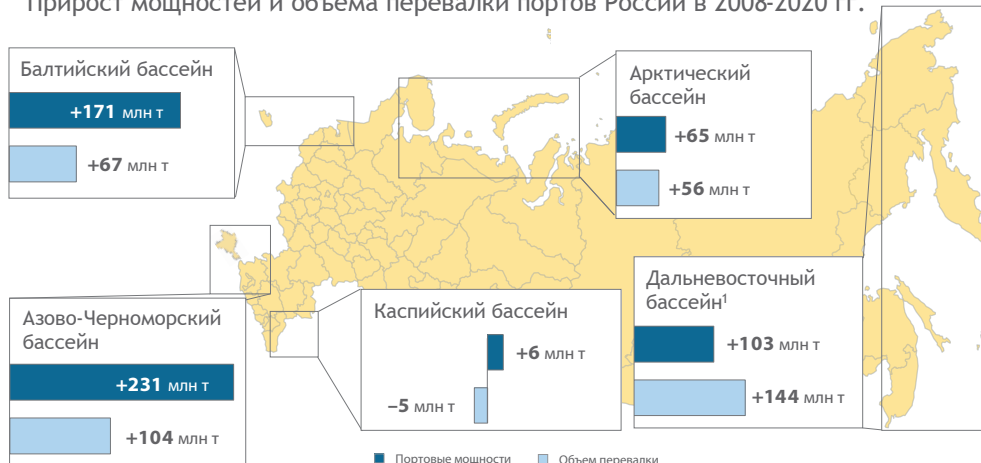 Прирост мощностей и объема перевалки портов России в 2008-2020 гг.
Балтийский бассейн
+171 млн т
+67 млн т
Арктический
бассейн
+65 млн т
+56 млн т
Азово-Черноморский
бассейн
+231 млн т
+104 млн т
Каспийский бассейн
+6 млн т
–5 млн т
Дальневосточный
бассейн¹
+103 млн т
+144 млн т
Портовые мощности
Объем перевалки